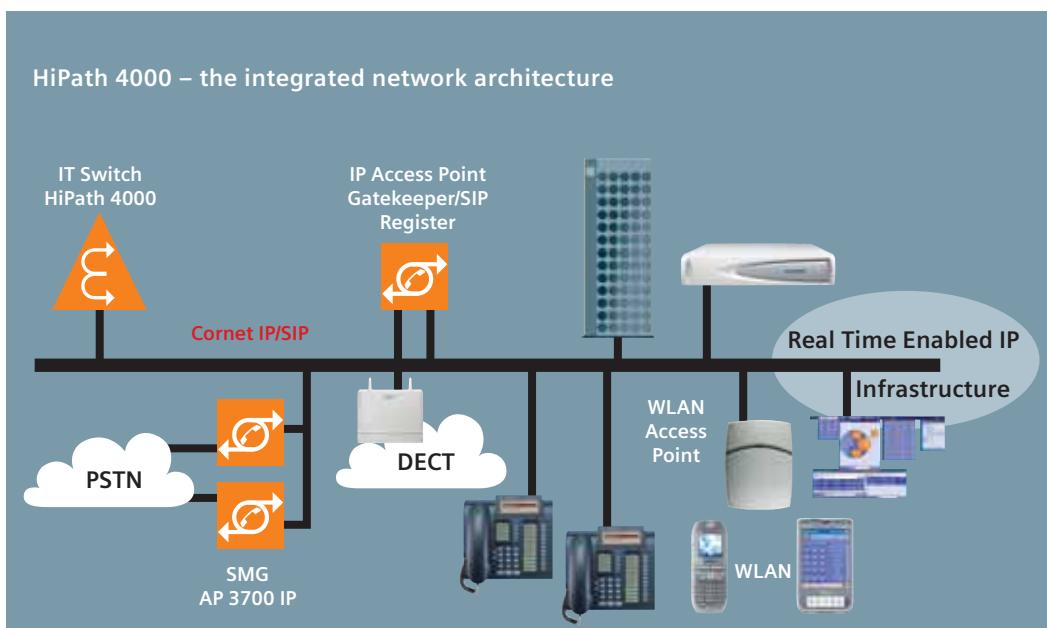 HiPath 4000 – the integrated network architecture
IT Switch
HiPath 4000
IP Access Point
Gatekeeper/SIP
Register
Cornet IP/SIP
Real Time Enabled IP
Infrastructure
WLAN
Access
Point
PSTN
DECT
SMG
AP 3700 IP
WLAN